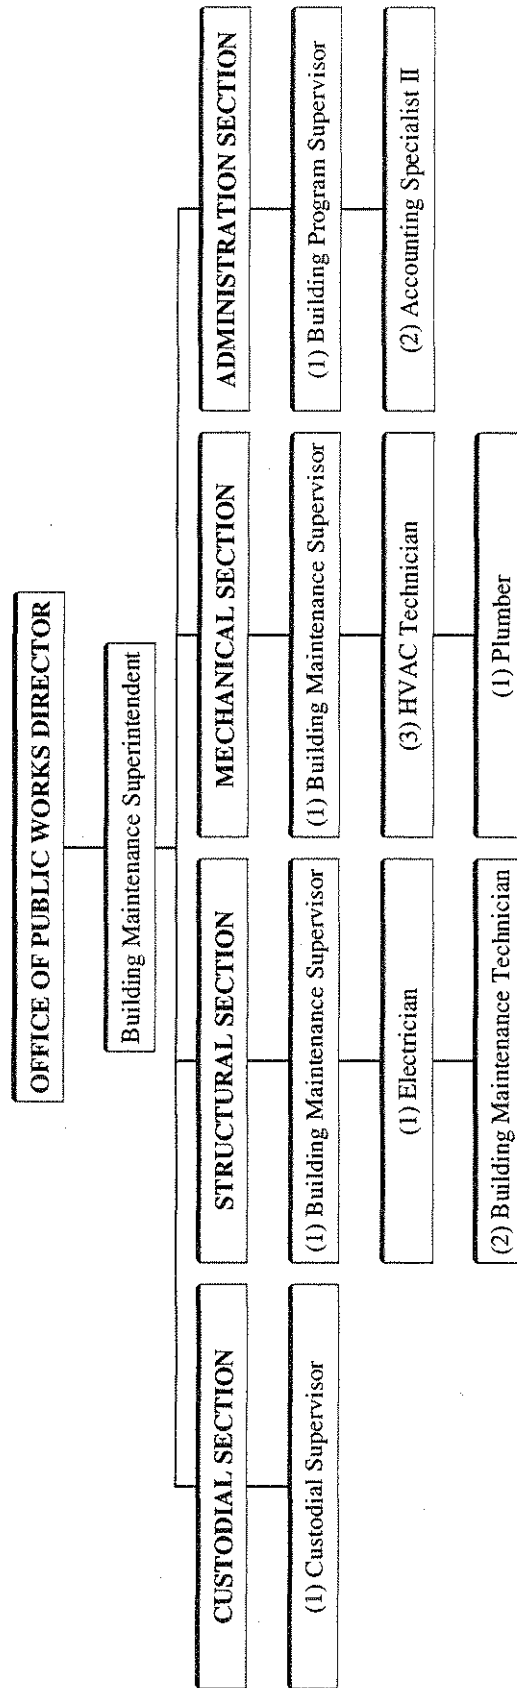 OFFICE OF PUBLIC WORKS DIRECTOR
Building Maintenance Superintendent
CUSTODIAL SECTION
(1) Custodial Supervisor
STRUCTURAL SECTION
(1) Building Maintenance Supervisor
(1) Electrician
(2) Building Maintenance Technician
MECHANICAL SECTION
(1) Building Maintenance Supervisor
(3) HVAC Technician
(1) Plumber
ADMINISTRATION SECTION
(1) Building Program Supervisor
(2) Accounting Specialist II